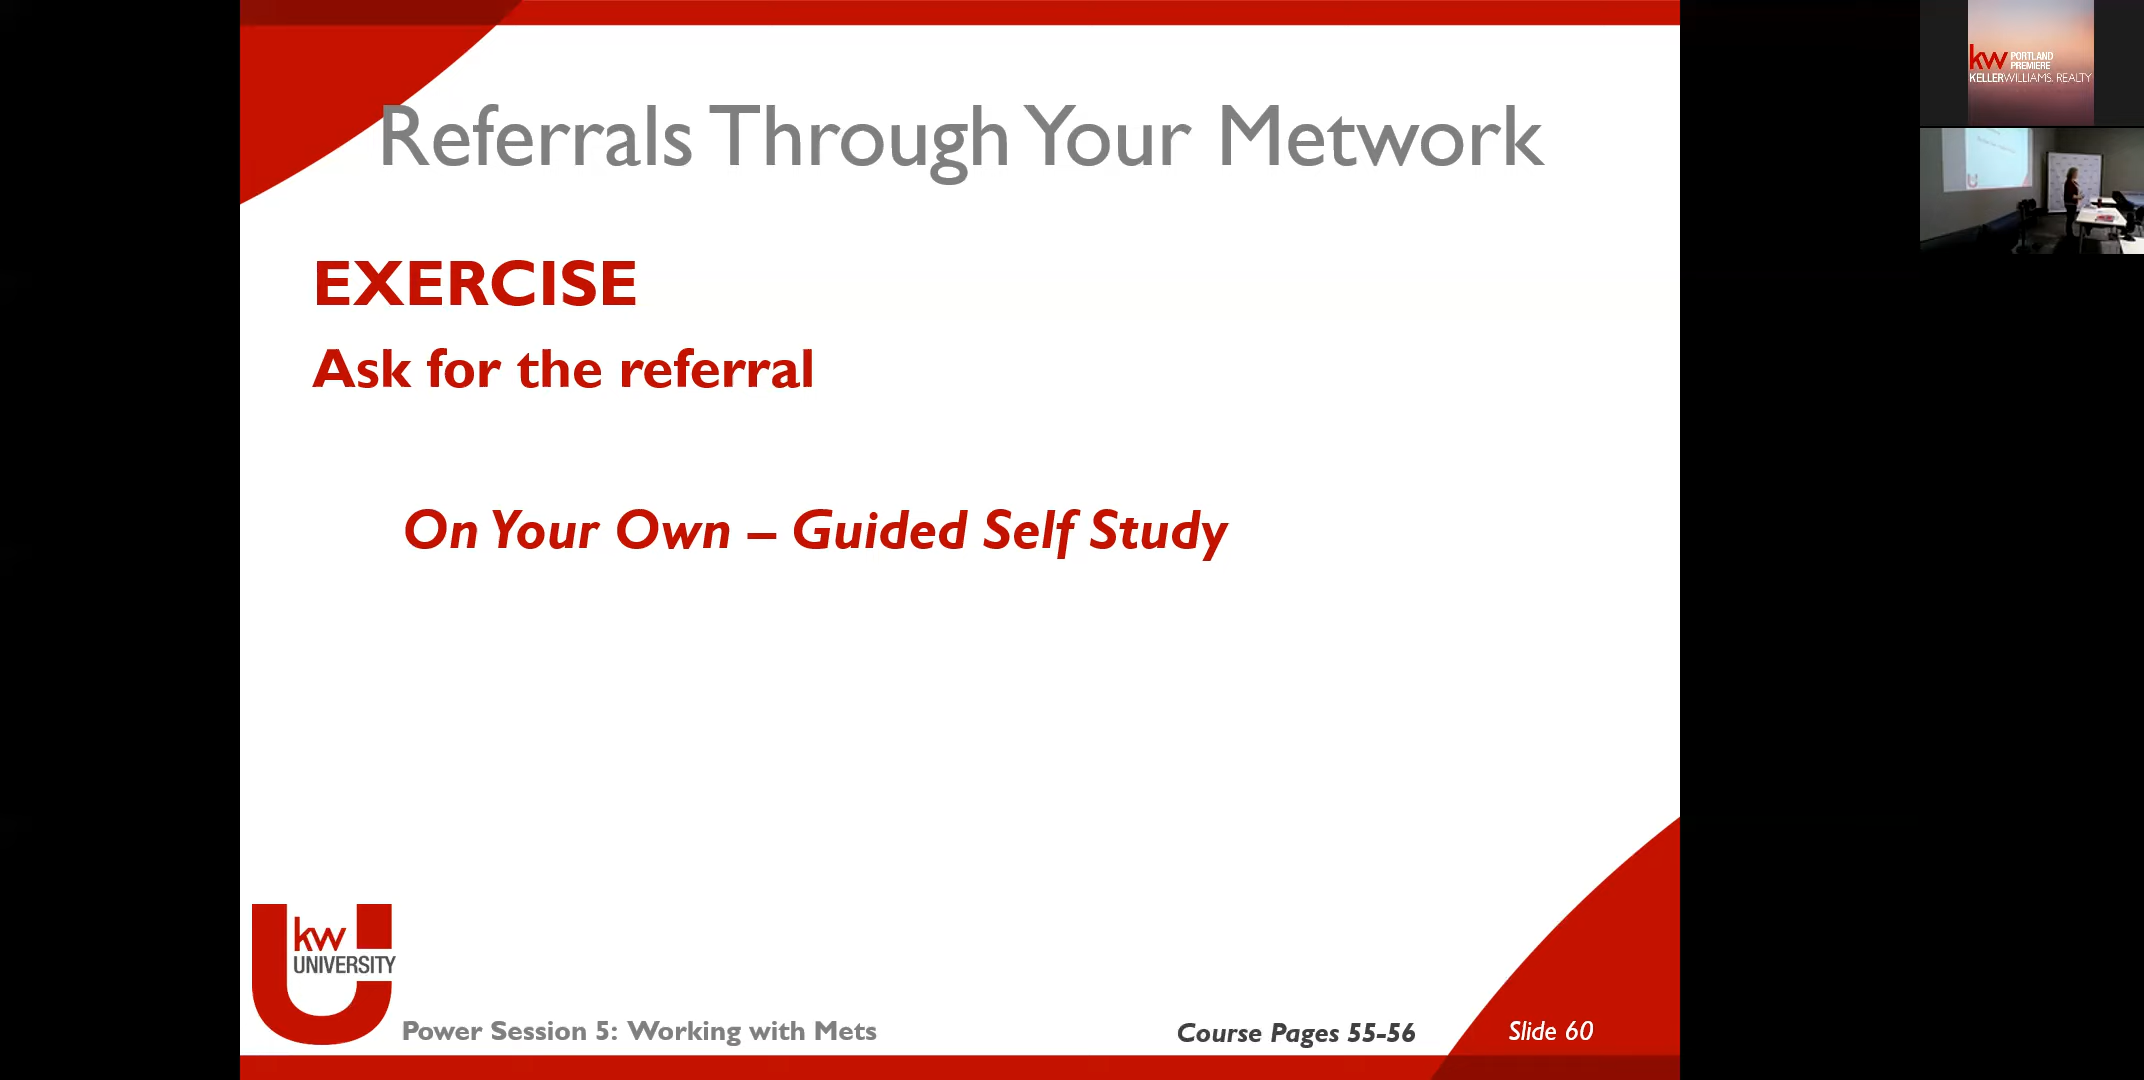 Referrals Through Your Metwork
EXERCISE
Ask for the referral
On Your Own – Guided Self Study
kw
UNIVERSITY
Power Session 5: Working with Mets
Course Pages 55-56
Slide 60
kw PORTLAND
PREMIERE
KELLERWILLIAMS. REALTY